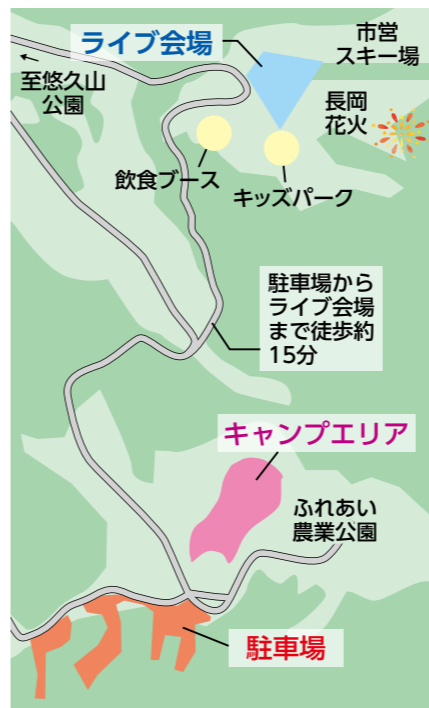 ライブ会場
市営
スキー場
至悠久山
公園
長岡
花火
飲食ブース
キッズパーク
駐車場から
ライブ会場
まで徒歩約
15分
キャンプエリア
ふれあい
農業公園
駐車場